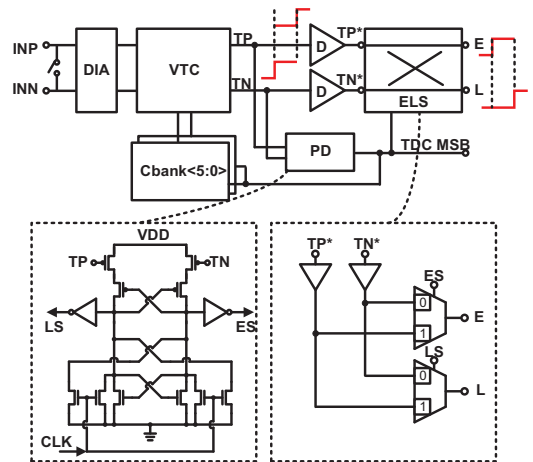 INP
INN
DIA
VTC
TP
TN
D
D
TP*
TN*
E
L
ELS
PD
TDC MSB
Cbank<5:0>
VDD
TP
TN
LS
ES
CLK
TP*
TN*
ES
0
1
E
LS
0
1
L